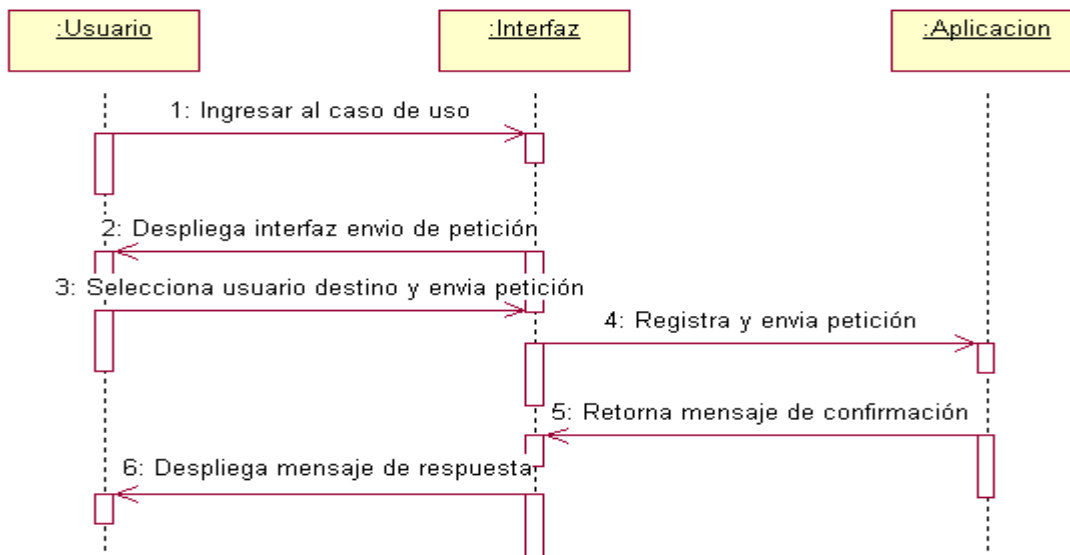 :Usuario
:Interfaz
:Aplicacion
1: Ingresar al caso de uso
2: Despliega interfaz envio de petición
3: Selecciona usuario destino y envia petición
4: Registra y envia petición
5: Retorna mensaje de confirmación
6: Despliega mensaje de respuesta